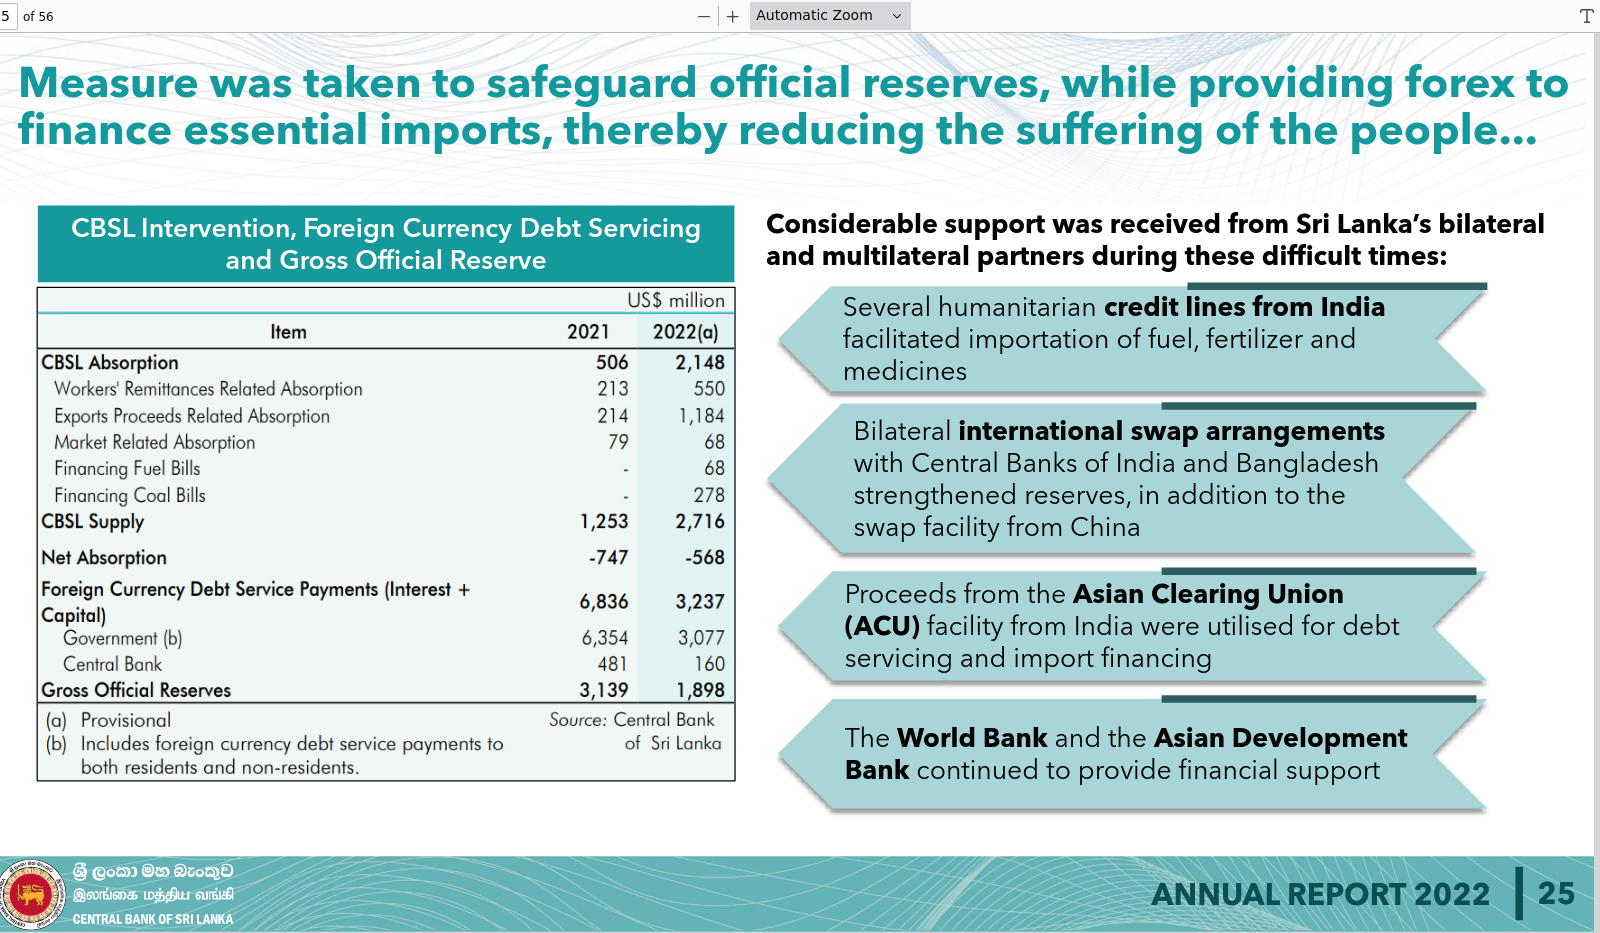 5 of 56
Automatic Zoom
Measure was taken to safeguard official reserves, while providing forex to
finance essential imports, thereby reducing the suffering of the people...
CBSL Intervention, Foreign Currency Debt Servicing
and Gross Official Reserve
US$ million
Item 2021 2022(a)
CBSL Absorption 506 2,148
Workers' Remittances Related Absorption 213 550
Exports Proceeds Related Absorption 214 1,184
Market Related Absorption 79 68
Financing Fuel Bills - 68
Financing Coal Bills - 278
CBSL Supply 1,253 2,716
Net Absorption -747 -568
Foreign Currency Debt Service Payments (Interest +
Capital) 6,836 3,237
Government (b) 6,354 3,077
Central Bank 481 160
Gross Official Reserves 3,139 1,898
(a) Provisional
(b) Includes foreign currency debt service payments to
both residents and non-residents.
Source: Central Bank
of Sri Lanka
Considerable support was received from Sri Lanka’s bilateral
and multilateral partners during these difficult times:
Several humanitarian credit lines from India
facilitated importation of fuel, fertilizer and
medicines
Bilateral international swap arrangements
with Central Banks of India and Bangladesh
strengthened reserves, in addition to the
swap facility from China
Proceeds from the Asian Clearing Union
(ACU) facility from India were utilised for debt
servicing and import financing
The World Bank and the Asian Development
Bank continued to provide financial support
ශ්‍රී ලංකා මහ බැංකුව
இலங்கை மத்திய வங்கி
CENTRAL BANK OF SRI LANKA
ANNUAL REPORT 2022
25